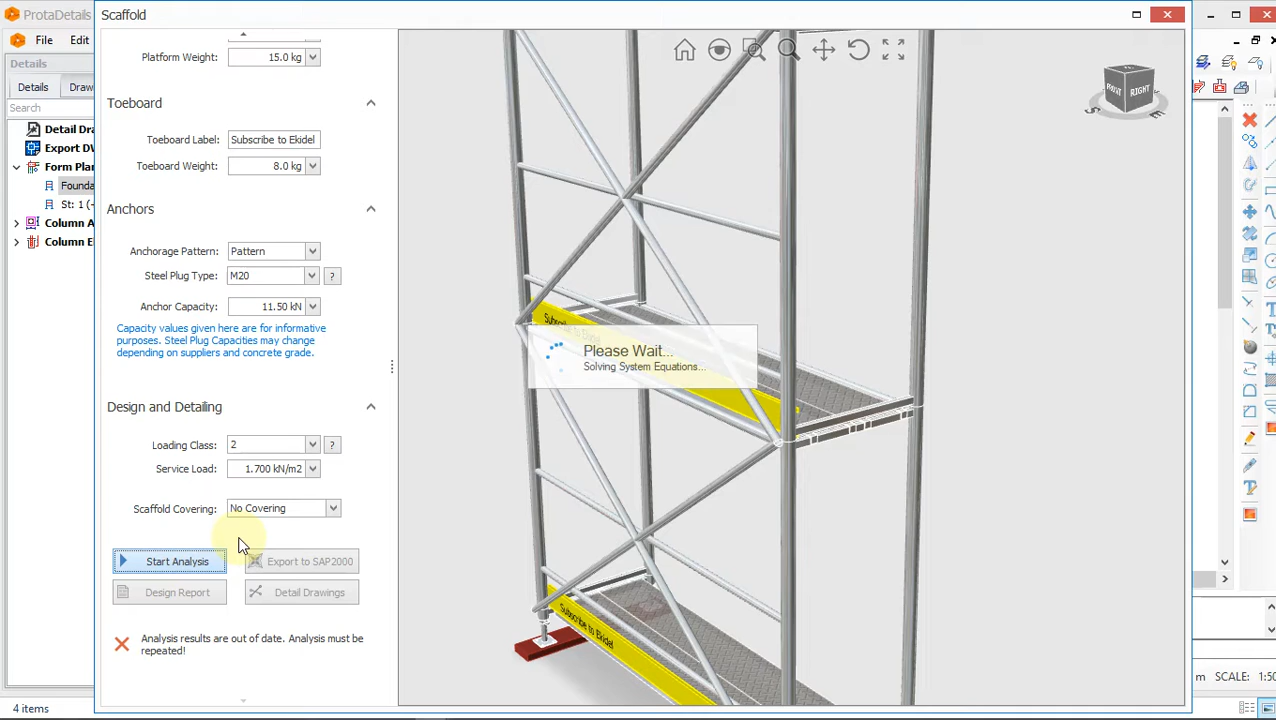 ProtaDetails
Scaffold
File
Edit
Details
Details
Draw
Search
Detail Dra
Export DV
Form Plan
Founda
St: 1 (-
Column A
Column E
Platform Weight:
15.0 kg
Toeboard
Toeboard Label:
Subscribe to Ekidel
Toeboard Weight:
8.0 kg
Anchors
Anchorage Pattern:
Pattern
Steel Plug Type:
M20
?
Anchor Capacity:
11.50 kN
Capacity values given here are for informative
purposes. Steel Plug Capacities may change
depending on suppliers and concrete grade.
Design and Detailing
Loading Class:
2
?
Service Load:
1.700 kN/m2
Scaffold Covering:
No Covering
Start Analysis
Export to SAP2000
Design Report
Detail Drawings
Analysis results are out of date. Analysis must be
repeated!
FRONT
RIGHT
S
E
Please Wait...
Solving System Equations...
Subscribe to Ekidel
m
SCALE:
1:50
4 items